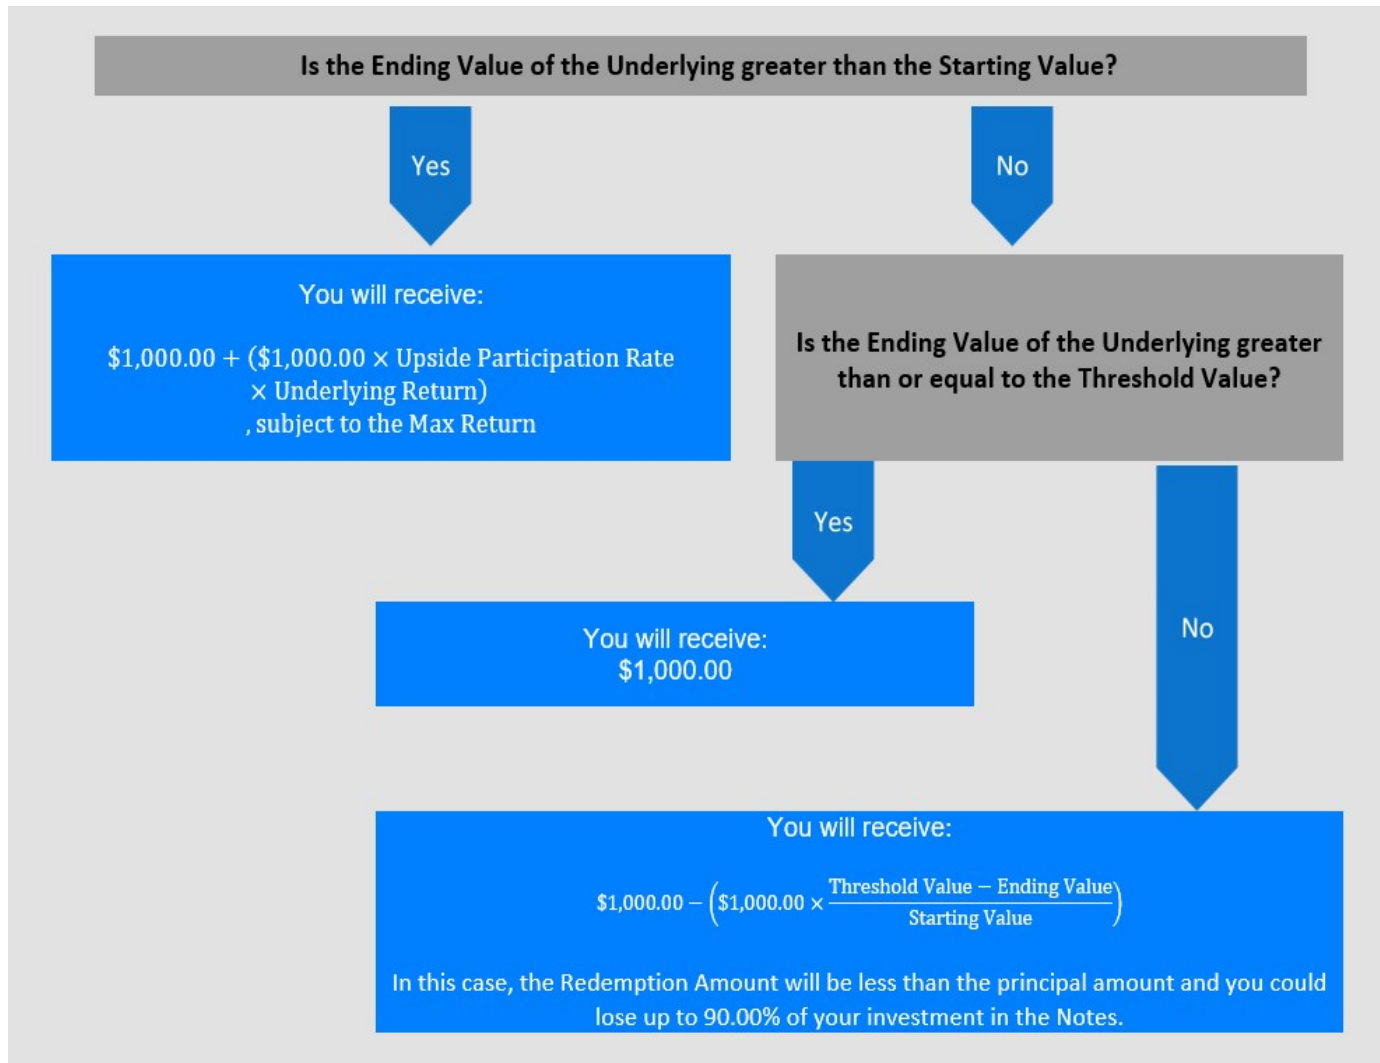 Is the Ending Value of the Underlying greater than the Starting Value?
Yes
No
You will receive:
$1,000.00 + ($1,000.00 × Upside Participation Rate
× Underlying Return)
, subject to the Max Return
Is the Ending Value of the Underlying greater
than or equal to the Threshold Value?
Yes
No
You will receive:
$1,000.00
You will receive:
$1,000.00 − ($1,000.00 × Threshold Value − Ending Value
Starting Value)
In this case, the Redemption Amount will be less than the principal amount and you could
lose up to 90.00% of your investment in the Notes.